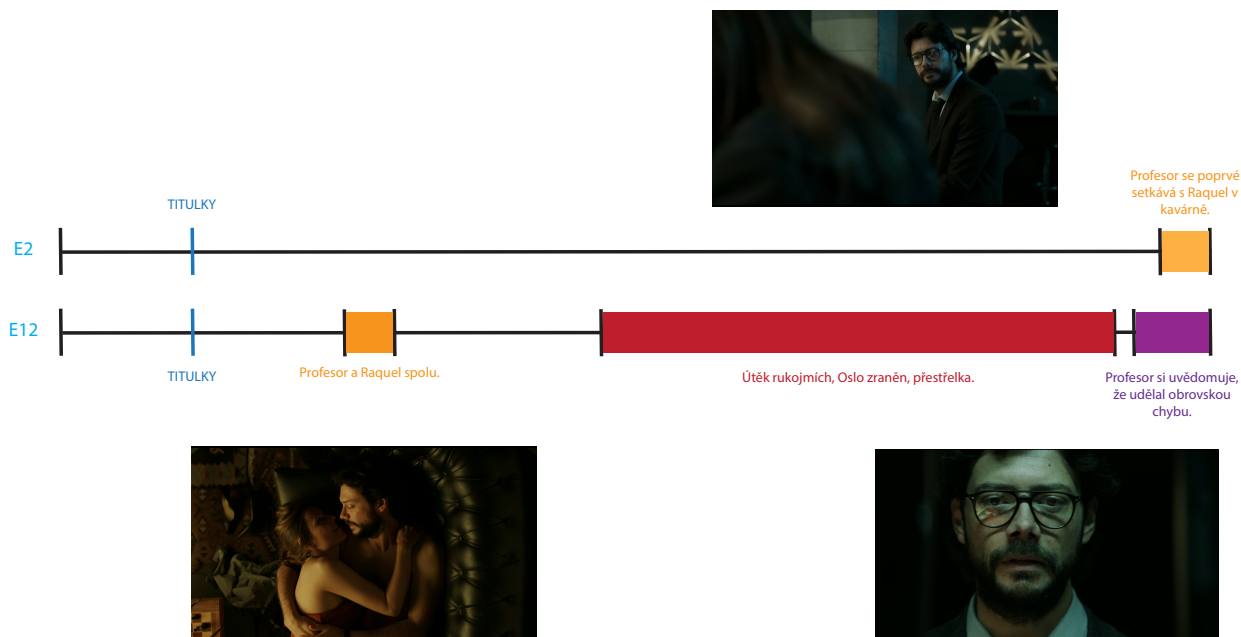 Profesor se poprvé
setkává s Raquel v
kavárně.
TITULKY
E2
E12
TITULKY
Profesor a Raquel spolu.
Útěk rukojmích, Oslo zraněn, přestřelka.
Profesor si uvědomuje,
že udělal obrovskou
chybu.